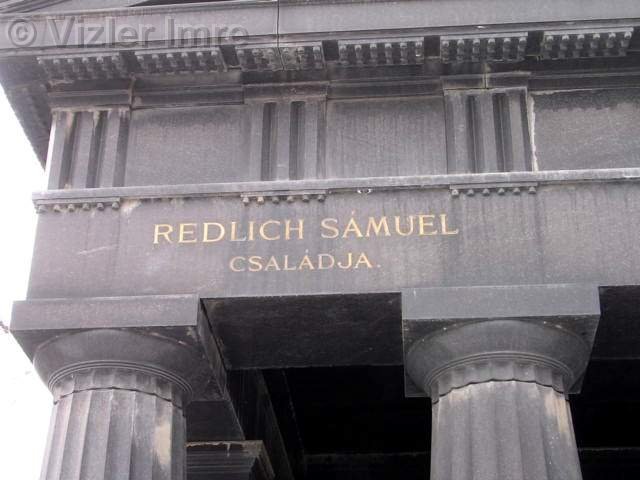 © Vizler Imre
REDLICH SÁMUEL
CSALÁDJA.